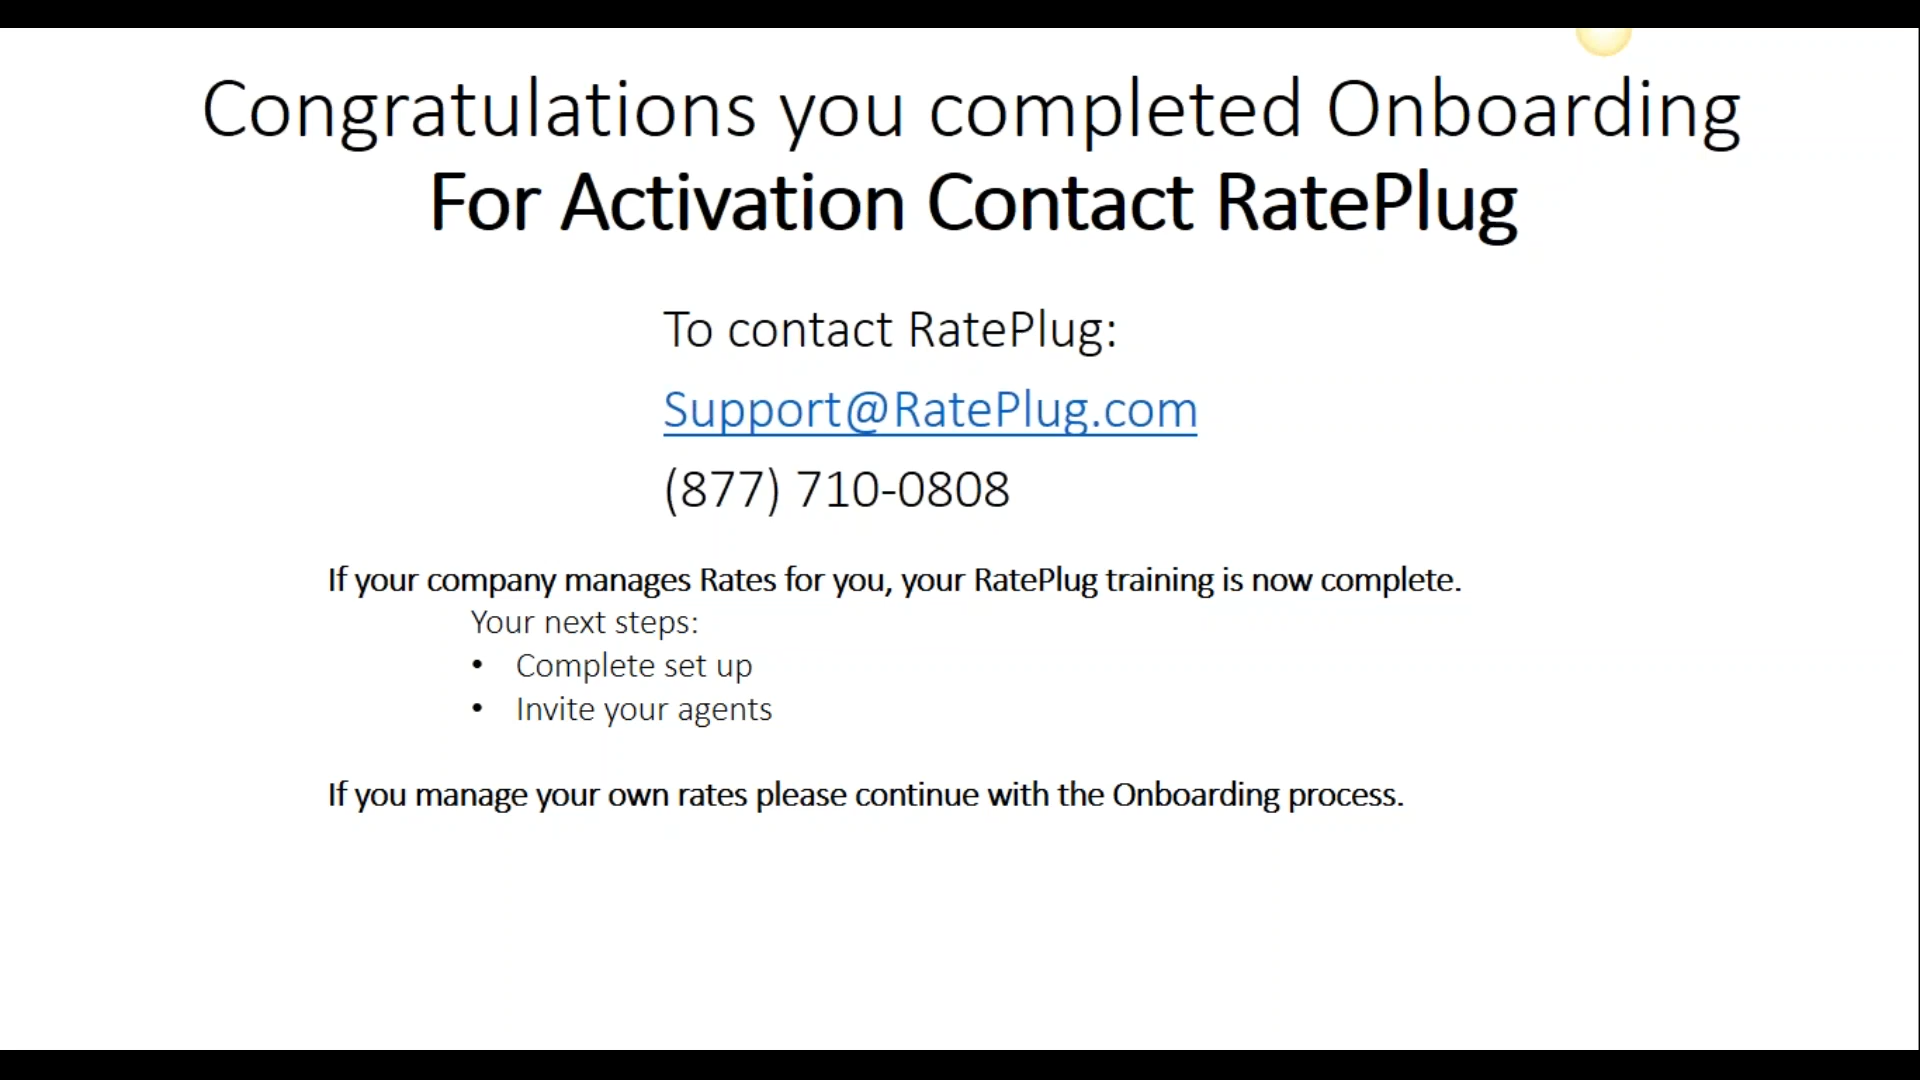 Congratulations you completed Onboarding
For Activation Contact RatePlug
To contact RatePlug:
Support@RatePlug.com
(877) 710-0808
If your company manages Rates for you, your RatePlug training is now complete.
Your next steps:
• Complete set up
• Invite your agents
If you manage your own rates please continue with the Onboarding process.